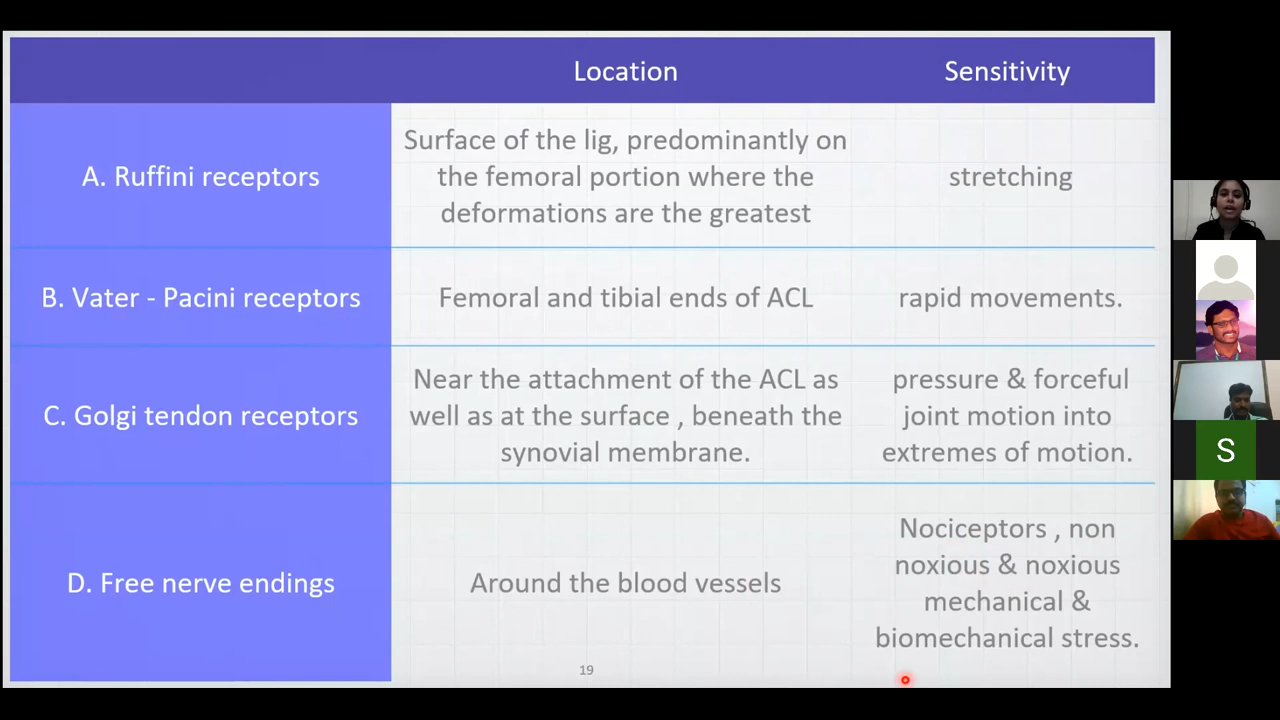 Location
Sensitivity
A. Ruffini receptors
Surface of the lig, predominantly on
the femoral portion where the
deformations are the greatest
stretching
B. Vater - Pacini receptors
Femoral and tibial ends of ACL
rapid movements.
C. Golgi tendon receptors
Near the attachment of the ACL as
well as at the surface , beneath the
synovial membrane.
pressure & forceful
joint motion into
extremes of motion.
D. Free nerve endings
Around the blood vessels
Nociceptors , non
noxious & noxious
mechanical &
biomechanical stress.
19
S